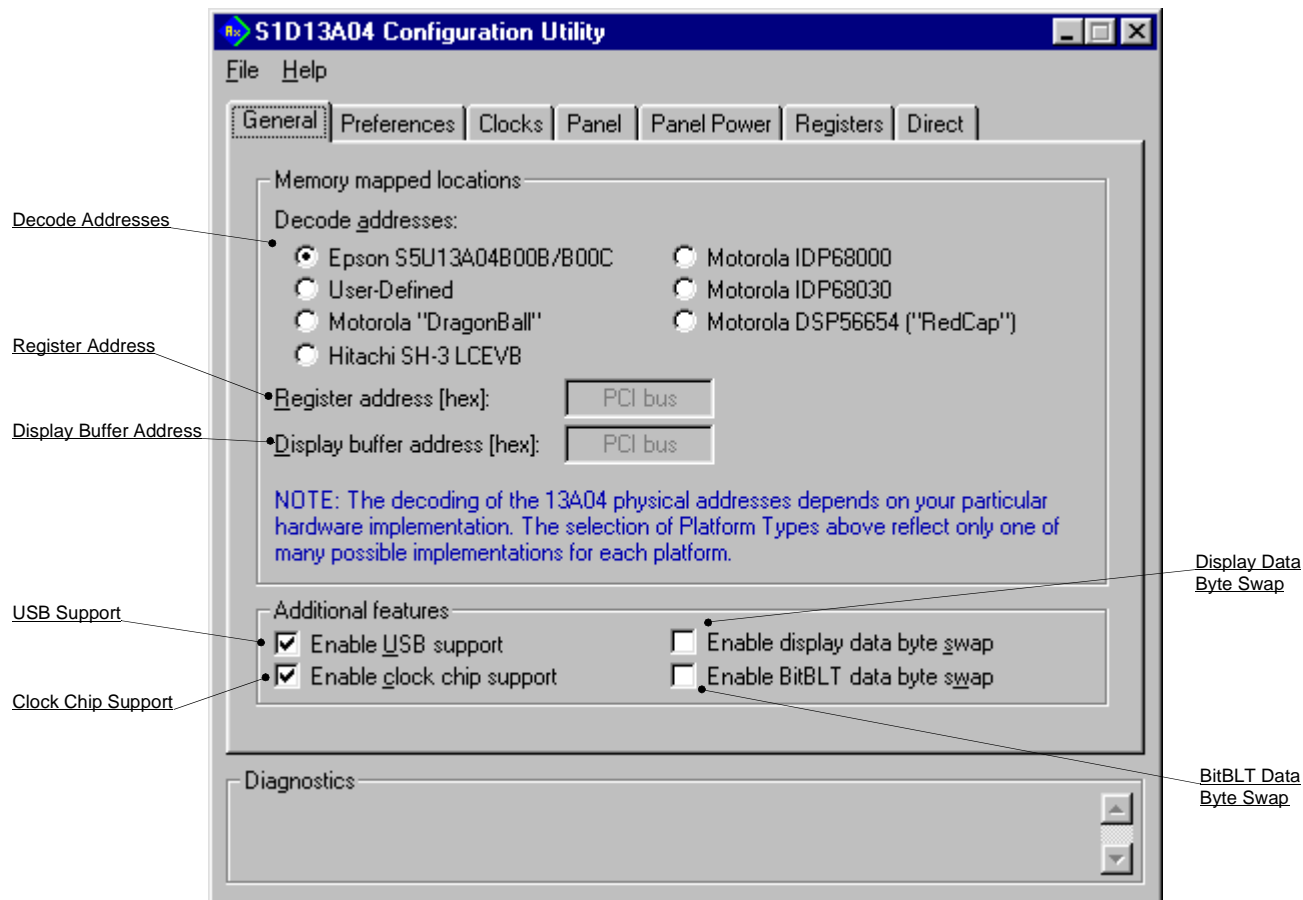 S1D13A04 Configuration Utility
File Help
General Preferences Clocks Panel Panel Power Registers Direct
Memory mapped locations
Decode Addresses
Decode addresses:
Epson S5U13A04B00B/B00C
Motorola IDP68000
User-Defined
Motorola IDP68030
Motorola "DragonBall"
Motorola DSP56654 ("RedCap")
Register Address
Hitachi SH-3 LCEVB
Register address [hex]:
PCI bus
Display Buffer Address
Display buffer address [hex]:
PCI bus
NOTE: The decoding of the 13A04 physical addresses depends on your particular
hardware implementation. The selection of Platform Types above reflect only one of
many possible implementations for each platform.
Display Data
Byte Swap
USB Support
Additional features
Enable USB support
Enable display data byte swap
Enable clock chip support
Enable BitBLT data byte swap
Clock Chip Support
Diagnostics
BitBLT Data
Byte Swap